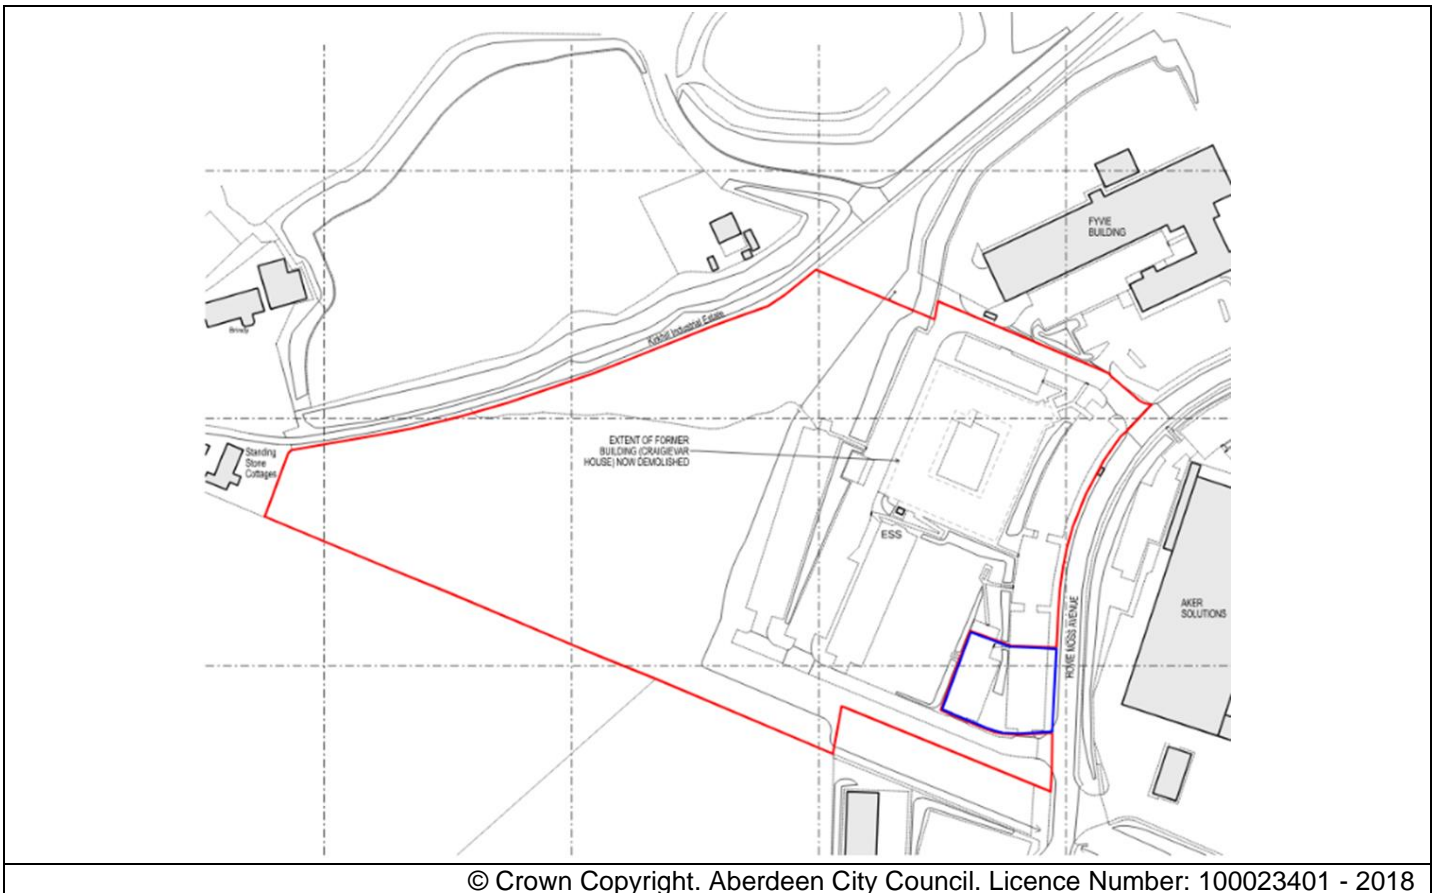 FYVIE
BUILDING
Brinely
Kirkhill Industrial Estate
EXTENT OF FORMER
BUILDING (CRAIGIEVAR
HOUSE) NOW DEMOLISHED
Standing
Stone
Cottages
ESS
AKER
SOLUTIONS
HOWE MOSS AVENUE
© Crown Copyright. Aberdeen City Council. Licence Number: 100023401 - 2018